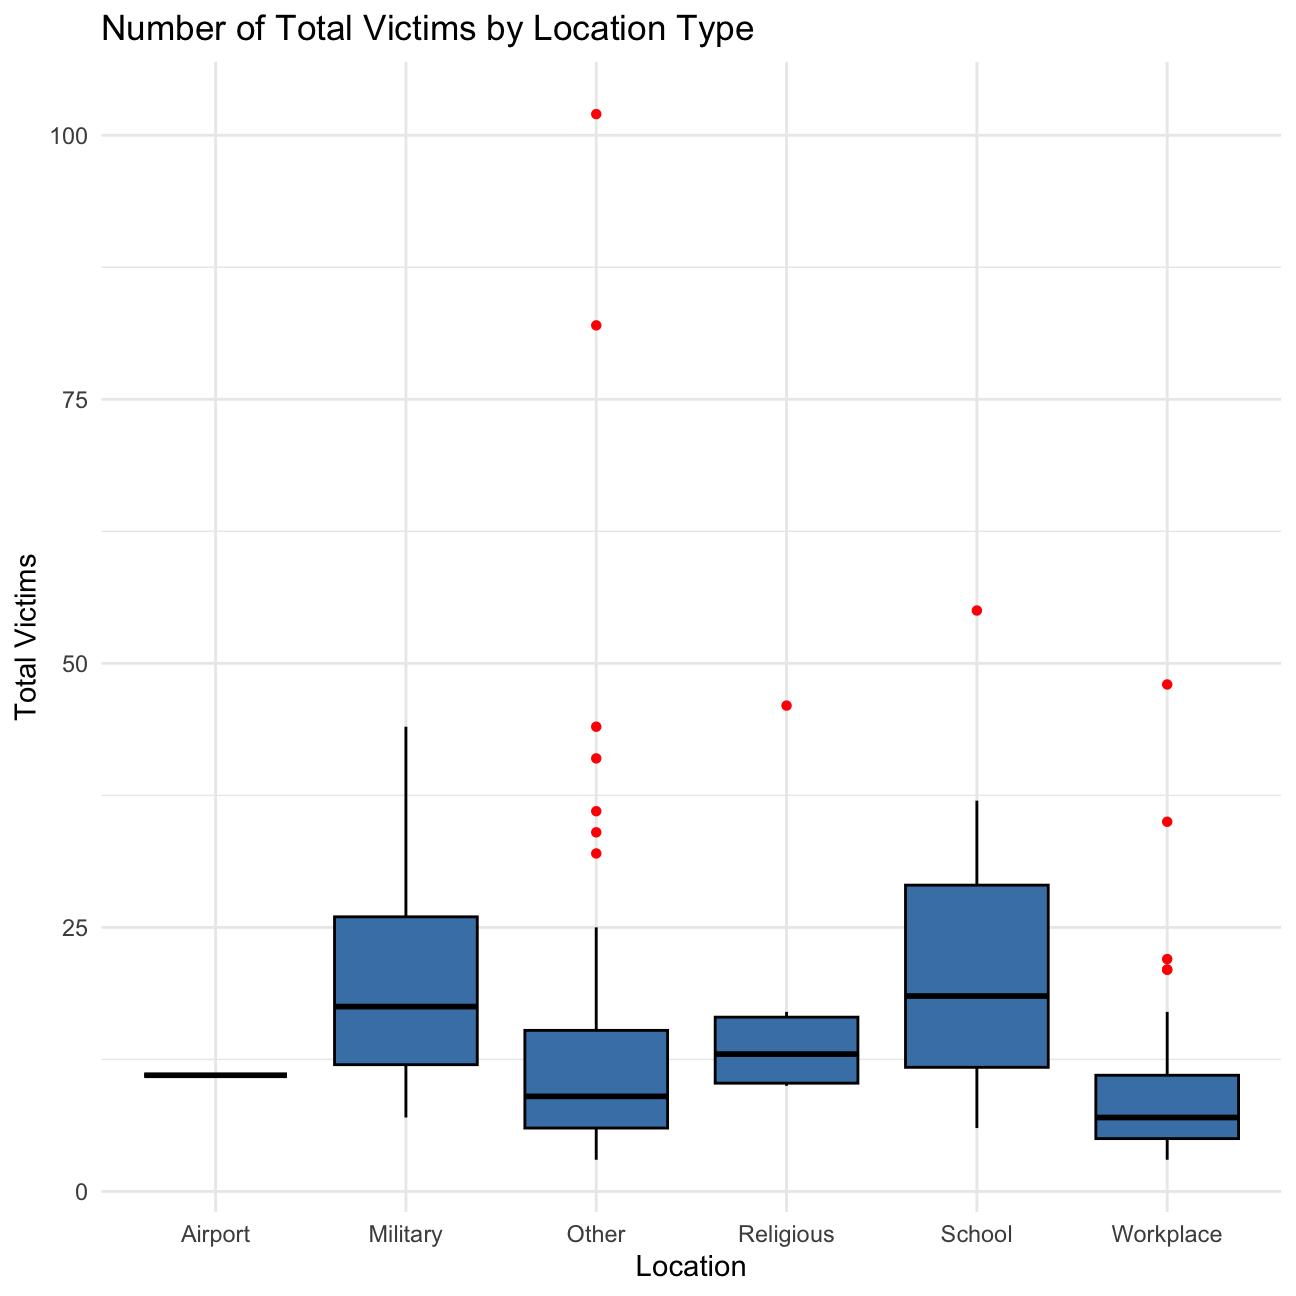 Number of Total Victims by Location Type
100
75
50
25
0
Total Victims
Airport Military Other Religious School Workplace
Location